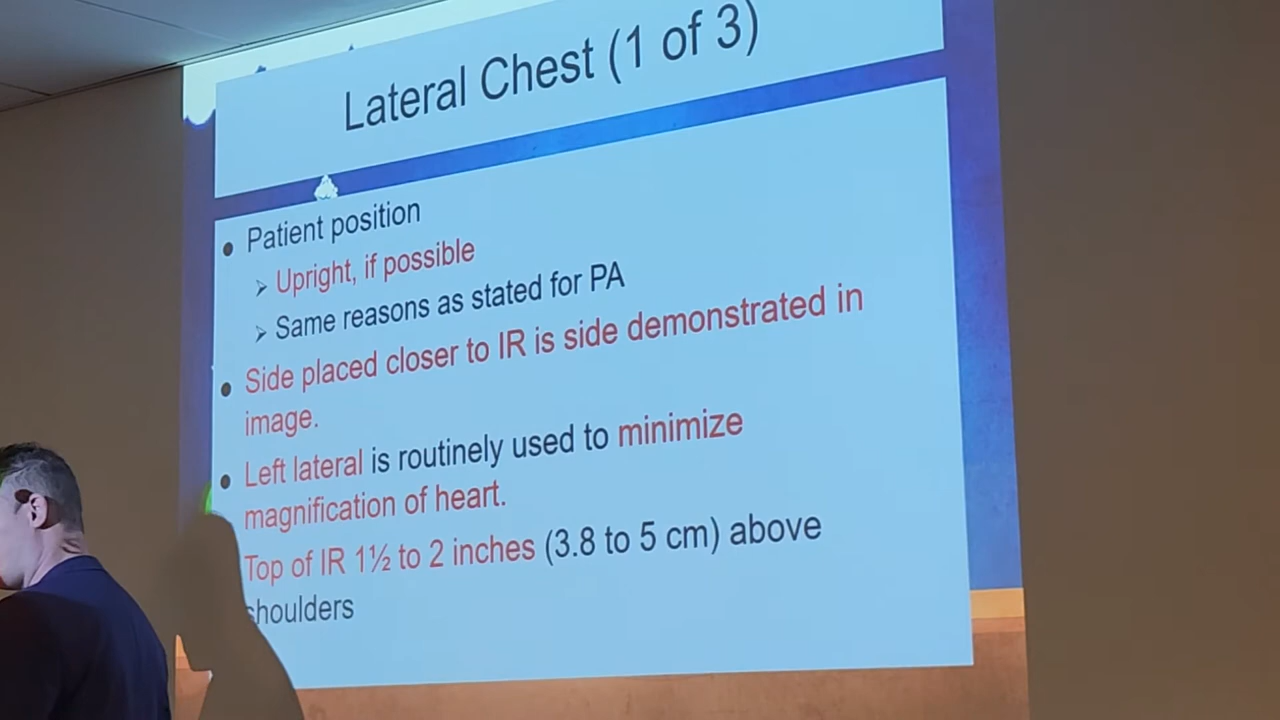 Lateral Chest (1 of 3)
Patient position
Upright, if possible
Same reasons as stated for PA
Side placed closer to IR is side demonstrated in
image.
Left lateral is routinely used to minimize
magnification of heart.
Top of IR 1½ to 2 inches (3.8 to 5 cm) above
shoulders